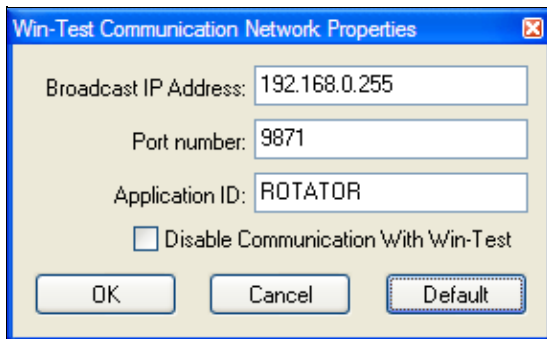 Win-Test Communication Network Properties
Broadcast IP Address: 192.168.0.255
Port number: 9871
Application ID: ROTATOR
Disable Communication With Win-Test
OK Cancel Default